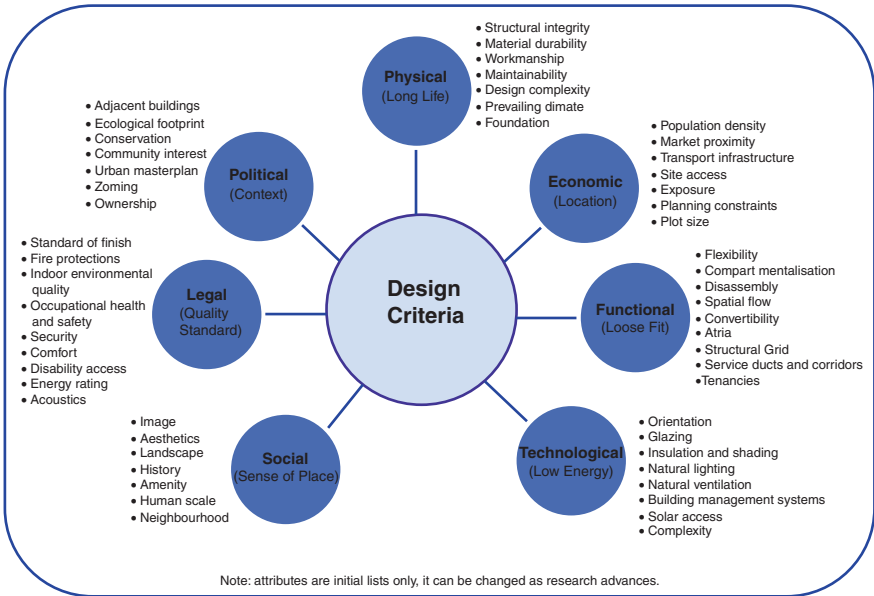 Physical
(Long Life)
• Structural integrity
• Material durability
• Workmanship
• Maintainability
• Design complexity
• Prevailing dimate
• Foundation
Economic
(Location)
• Population density
• Market proximity
• Transport infrastructure
• Site access
• Exposure
• Planning constraints
• Plot size
Functional
(Loose Fit)
• Flexibility
• Compart mentalisation
• Disassembly
• Spatial flow
• Convertibility
• Atria
• Structural Grid
• Service ducts and corridors
•Tenancies
Technological
(Low Energy)
• Orientation
• Glazing
• Insulation and shading
• Natural lighting
• Natural ventilation
• Building management systems
• Solar access
• Complexity
Social
(Sense of Place)
• Image
• Aesthetics
• Landscape
• History
• Amenity
• Human scale
• Neighbourhood
Legal
(Quality
Standard)
• Standard of finish
• Fire protections
• Indoor environmental
quality
• Occupational health
and safety
• Security
• Comfort
• Disability access
• Energy rating
• Acoustics
Political
(Context)
• Adjacent buildings
• Ecological footprint
• Conservation
• Community interest
• Urban masterplan
• Zoming
• Ownership
Design
Criteria
Note: attributes are initial lists only, it can be changed as research advances.